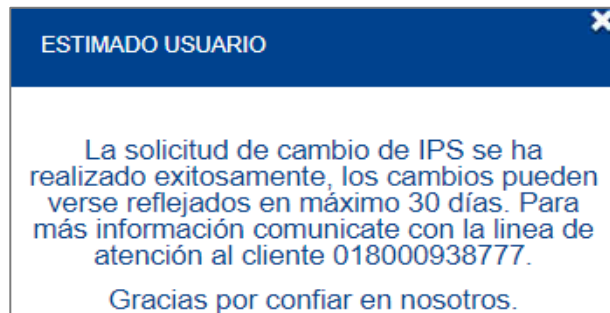 ESTIMADO USUARIO
La solicitud de cambio de IPS se ha
realizado exitosamente, los cambios pueden
verse reflejados en máximo 30 días. Para
más información comunicate con la linea de
atención al cliente 018000938777.
Gracias por confiar en nosotros.